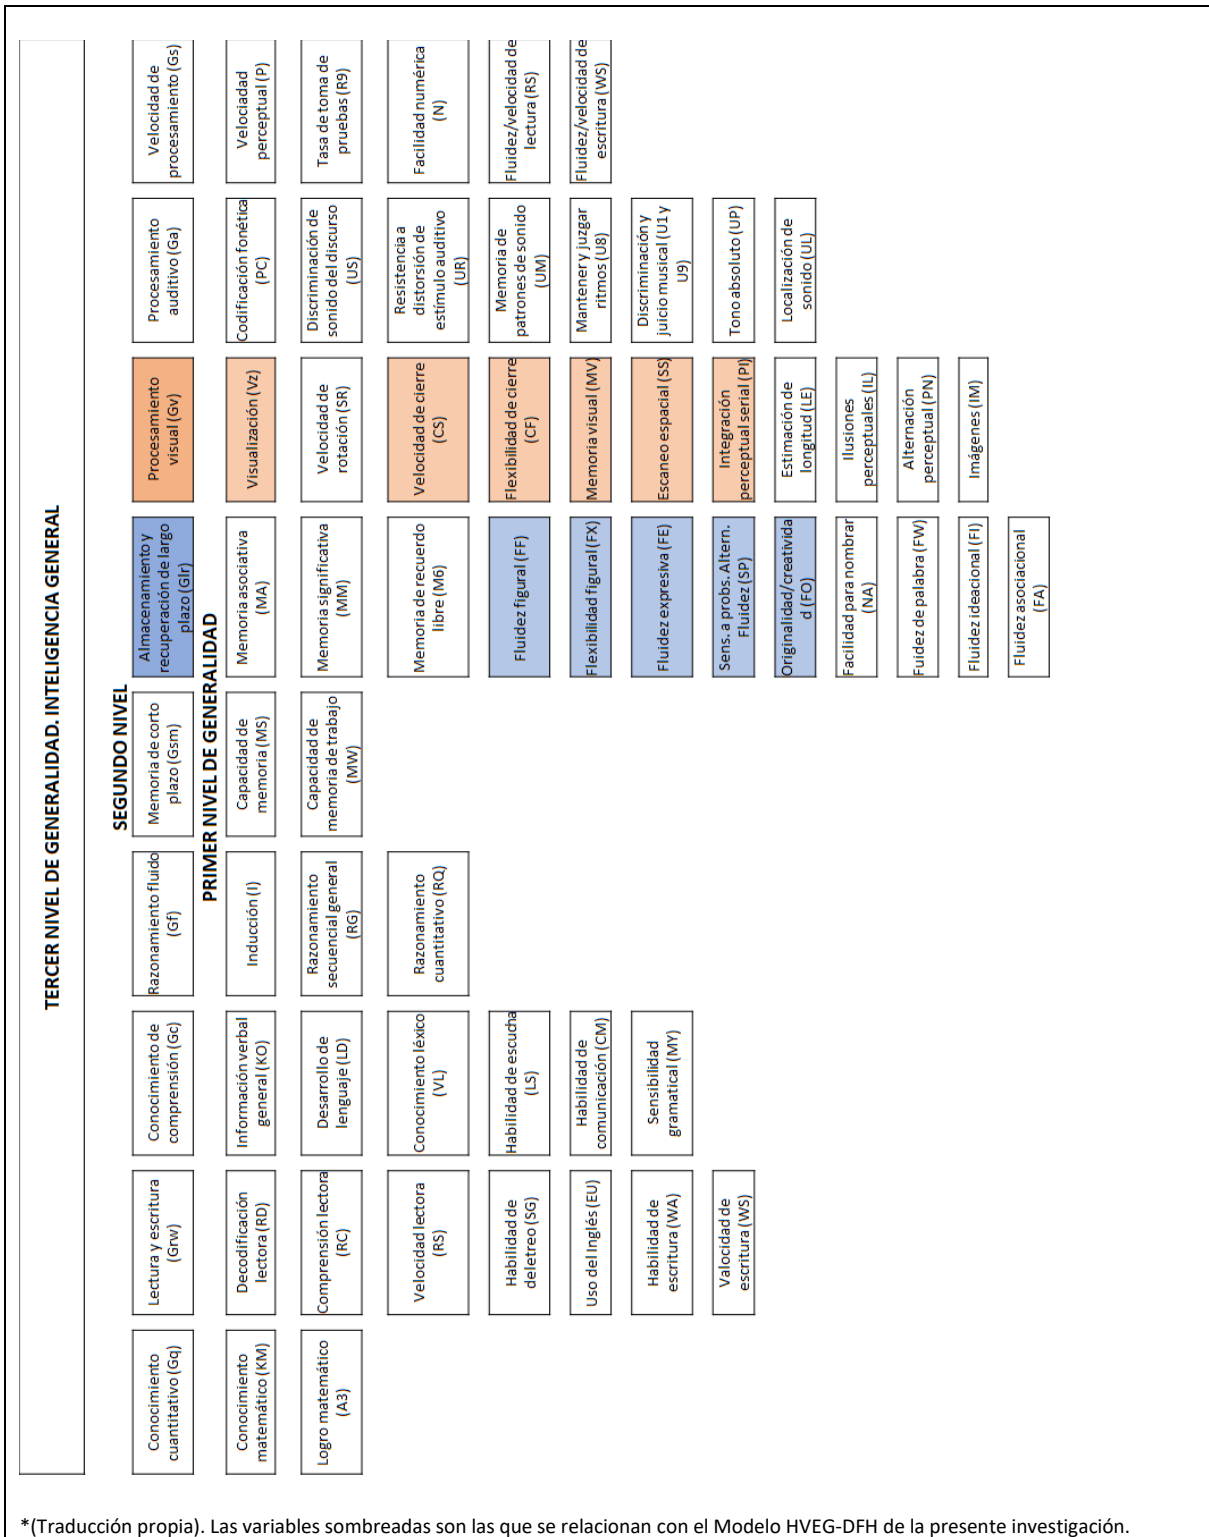 TERCER NIVEL DE GENERALIDAD. INTELIGENCIA GENERAL
SEGUNDO NIVEL
Conocimiento
cuantitativo (Gq)
Lectura y escritura
(Grw)
Conocimiento de
comprensión (Gc)
Razonamiento fluido
(Gf)
Memoria de corto
plazo (Gsm)
Almacenamiento y
recuperación de largo
plazo (Glr)
Procesamiento
visual (Gv)
Procesamiento
auditivo (Ga)
Velocidad de
procesamiento (Gs)
PRIMER NIVEL DE GENERALIDAD
Conocimiento
matemático (KM)
Decodificación
lectora (RD)
Información verbal
general (KO)
Inducción (I)
Capacidad de
memoria (MS)
Memoria asociativa
(MA)
Visualización (Vz)
Codificación fonética
(PC)
Velociadad
perceptual (P)
Logro matemático
(A3)
Comprensión lectora
(RC)
Desarrollo de
lenguaje (LD)
Razonamiento
secuencial general
(RG)
Capacidad de
memoria de trabajo
(MW)
Memoria significativa
(MM)
Velocidad de
rotación (SR)
Discriminación de
sonido del discurso
(US)
Tasa de toma de
pruebas (R9)
Velocidad lectora
(RS)
Conocimiento léxico
(VL)
Razonamiento
cuantitativo (RQ)
Memoria de recuerdo
libre (M6)
Velocidad de cierre
(CS)
Resistencia a
distorsión de
estímulo auditivo
(UR)
Facilidad numérica
(N)
Habilidad de
deletreo (SG)
Habilidad de escucha
(LS)
Fluidez figural (FF)
Flexibilidad de cierre
(CF)
Memoria de
patrones de sonido
(UM)
Fluidez/velocidad de
lectura (RS)
Uso del Inglés (EU)
Habilidad de
comunicación (CM)
Flexibilidad figural (FX)
Memoria visual (MV)
Mantener y juzgar
ritmos (U8)
Fluidez/velocidad de
escritura (WS)
Habilidad de
escritura (WA)
Sensibilidad
gramatical (MY)
Fluidez expresiva (FE)
Escaneo espacial (SS)
Discriminación y
juicio musical (U1 y
U9)
Valocidad de
escritura (WS)
Sens. a probs. Altern.
Fluidez (SP)
Integración
perceptual serial (PI)
Tono absoluto (UP)
Originalidad/creativida
d (FO)
Estimación de
longitud (LE)
Localización de
sonido (UL)
Facilidad para nombrar
(NA)
Ilusiones
perceptuales (IL)
Fuidez de palabra (FW)
Alternación
perceptual (PN)
Fluidez ideacional (FI)
Imágenes (IM)
Fluidez asociacional
(FA)
*(Traducción propia). Las variables sombreadas son las que se relacionan con el Modelo HVEG-DFH de la presente investigación.